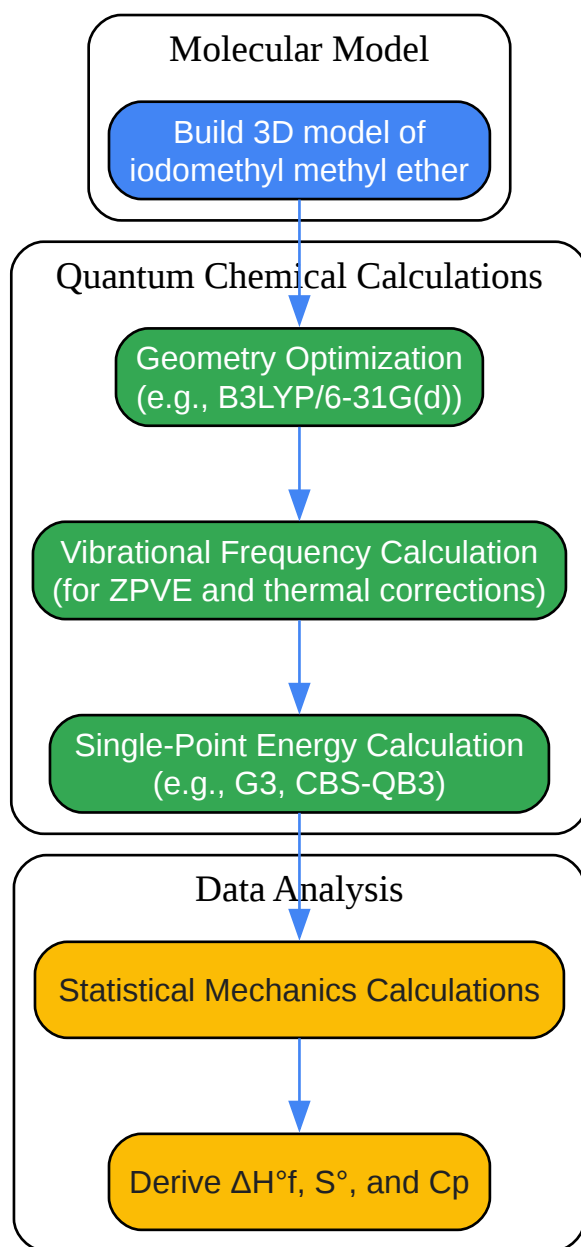 Molecular Model
Build 3D model of
iodomethyl methyl ether
Quantum Chemical Calculations
Geometry Optimization
(e.g., B3LYP/6-31G(d))
Vibrational Frequency Calculation
(for ZPVE and thermal corrections)
Single-Point Energy Calculation
(e.g., G3, CBS-QB3)
Data Analysis
Statistical Mechanics Calculations
Derive ΔH°f, S°, and Cp